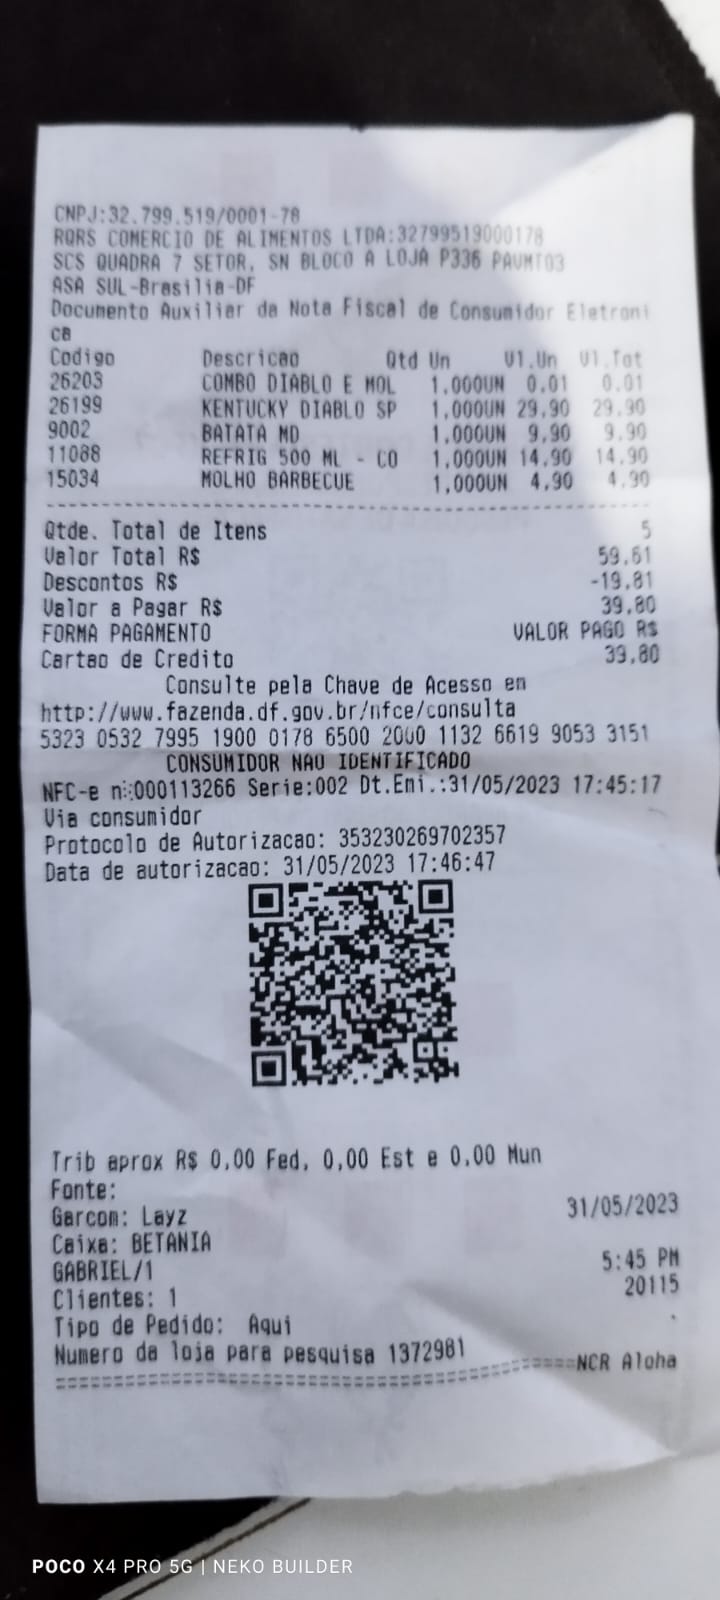 CNPJ:32.799.519/0001-78
RQRS COMERCIO DE ALIMENTOS LTDA:32799519000178
SCS QUADRA 7 SETOR, SN BLOCO A LOJA P336 PAVMTO3
ASA SUL-Brasilia-DF
Documento Auxiliar da Nota Fiscal de Consumidor Eletroni
ca
Codigo Descricao Qtd Un Vl.Un Vl.Tot
26203 COMBO DIABLO E MOL 1,000UN 0.01 0.01
26199 KENTUCKY DIABLO SP 1,000UN 29,90 29.90
9002 BATATA MD 1,000UN 9,90 9.90
11088 REFRIG 500 ML - CO 1,000UN 14,90 14.90
15034 MOLHO BARBECUE 1,000UN 4,90 4.90
Qtde. Total de Itens 5
Valor Total R$ 59,61
Descontos R$ -19,81
Valor a Pagar R$ 39,80
FORMA PAGAMENTO VALOR PAGO R$
Cartao de Credito 39,80
Consulte pela Chave de Acesso em
http://www.fazenda.df.gov.br/nfce/consulta
5323 0532 7995 1900 0178 6500 2000 1132 6619 9053 3151
CONSUMIDOR NAO IDENTIFICADO
NFC-e nº:000113266 Serie:002 Dt.Emi.:31/05/2023 17:45:17
Via consumidor
Protocolo de Autorizacao: 353230269702357
Data de autorizacao: 31/05/2023 17:46:47
Trib aprox R$ 0,00 Fed, 0,00 Est e 0,00 Mun
Fonte:
Garcom: Layz 31/05/2023
Caixa: BETANIA
GABRIEL/1 5:45 PM
Clientes: 1 20115
Tipo de Pedido: Aqui
Numero da loja para pesquisa 1372981
NCR Aloha
POCO X4 PRO 5G | NEKO BUILDER